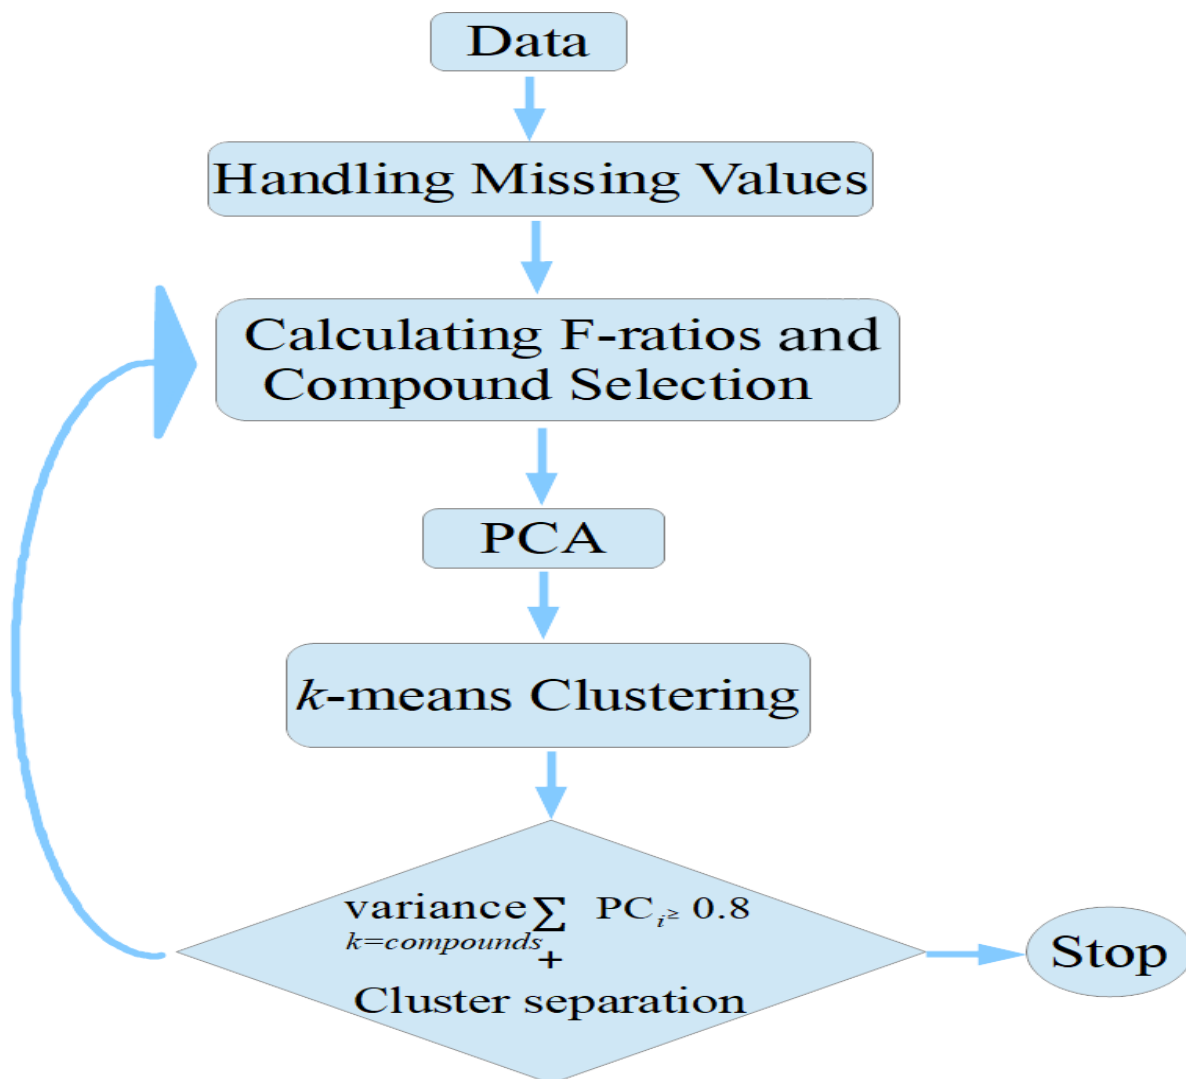 Data
Handling Missing Values
Calculating F-ratios and
Compound Selection
PCA
k-means Clustering
variance∑ PCᵢ≥ 0.8
k=compounds
+
Cluster separation
Stop